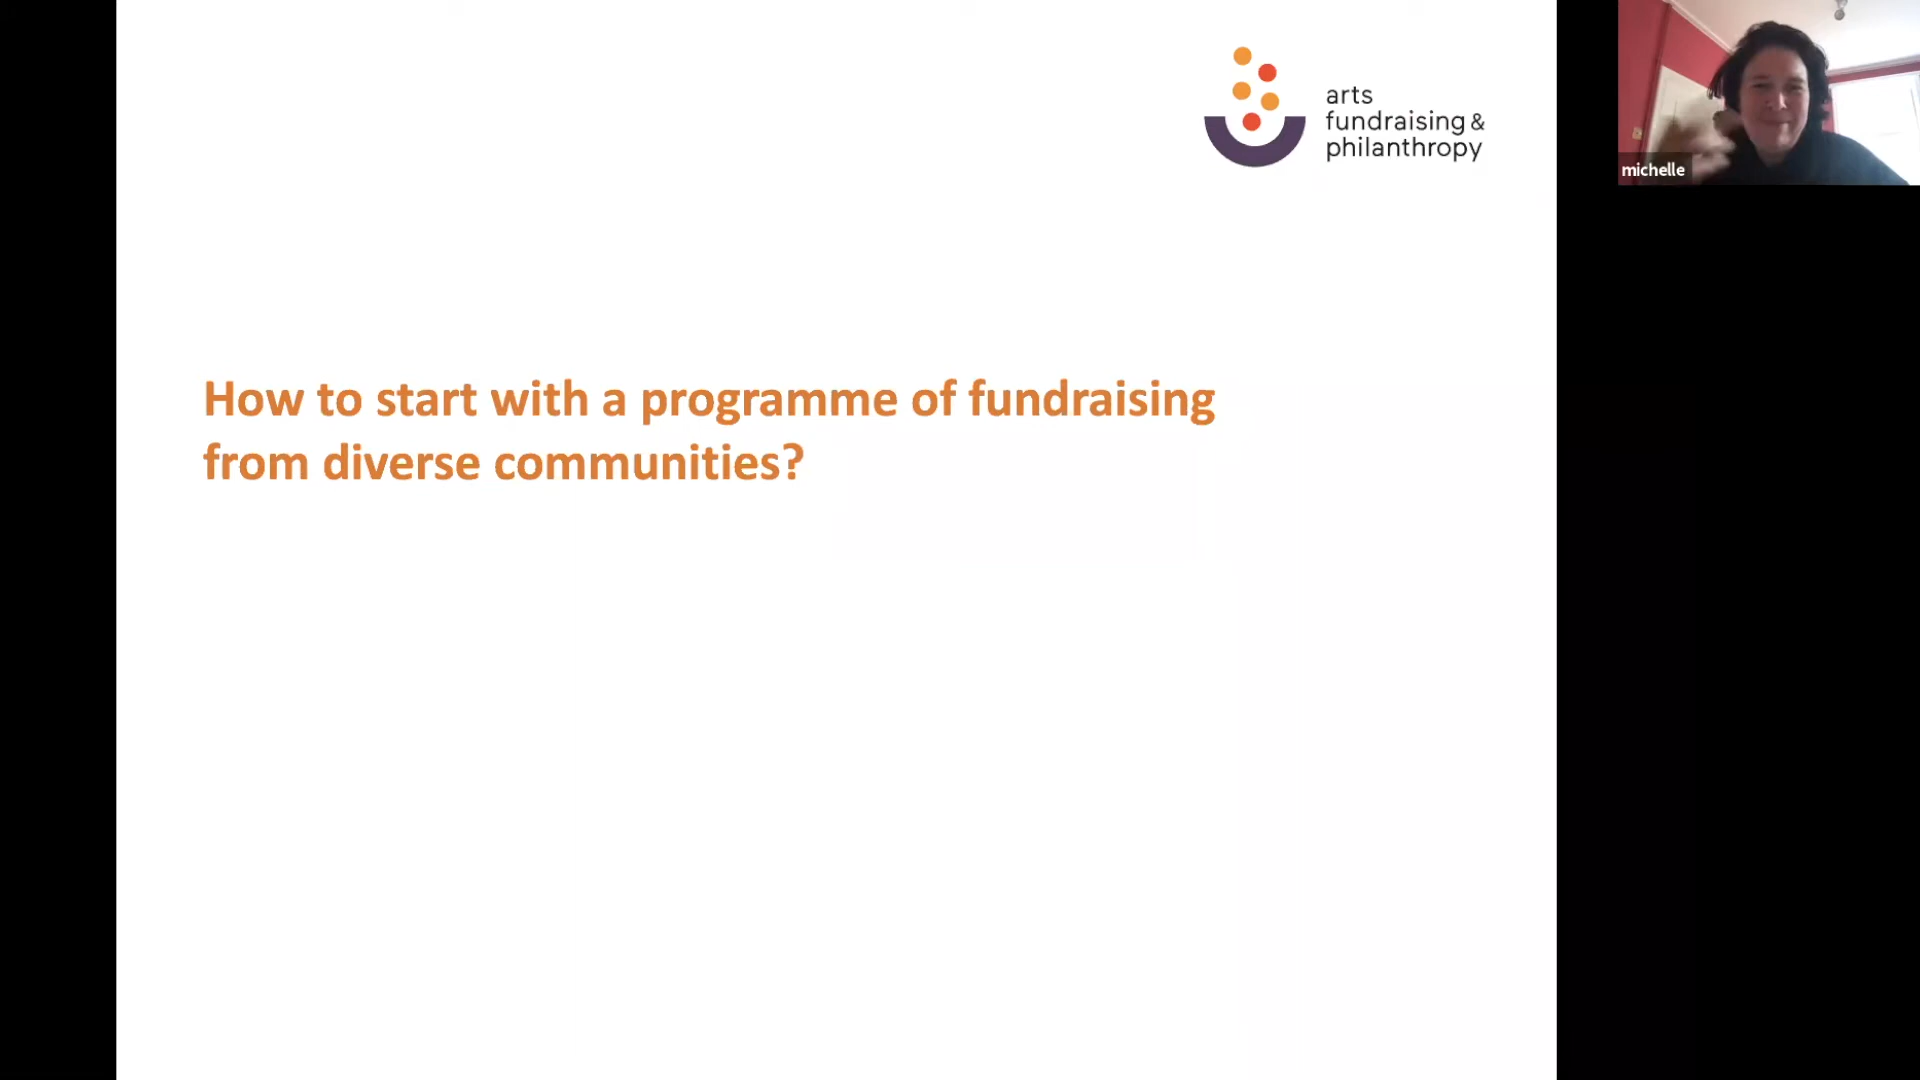 arts
fundraising &
philanthropy
michelle
How to start with a programme of fundraising
from diverse communities?